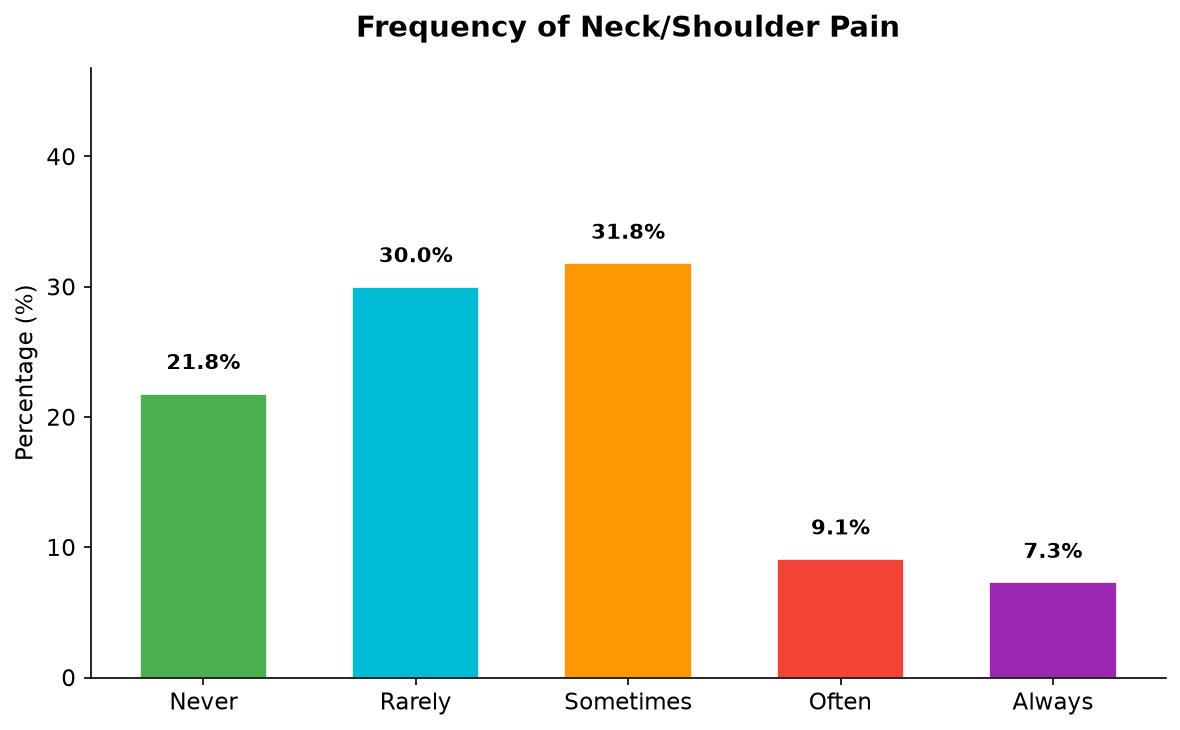 Frequency of Neck/Shoulder Pain
Percentage (%)
40
30
20
10
0
21.8%
30.0%
31.8%
9.1%
7.3%
Never
Rarely
Sometimes
Often
Always